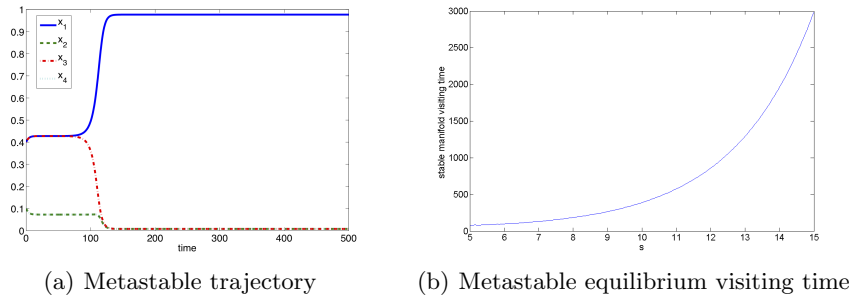 1
0.9
0.8
0.7
0.6
0.5
0.4
0.3
0.2
0.1
0
x1
x2
x3
x4
0 100 200 300 400 500
time
3000
2500
2000
1500
1000
500
0
stable manifold visiting time
5 6 7 8 9 10 11 12 13 14 15
s
(a) Metastable trajectory
(b) Metastable equilibrium visiting time